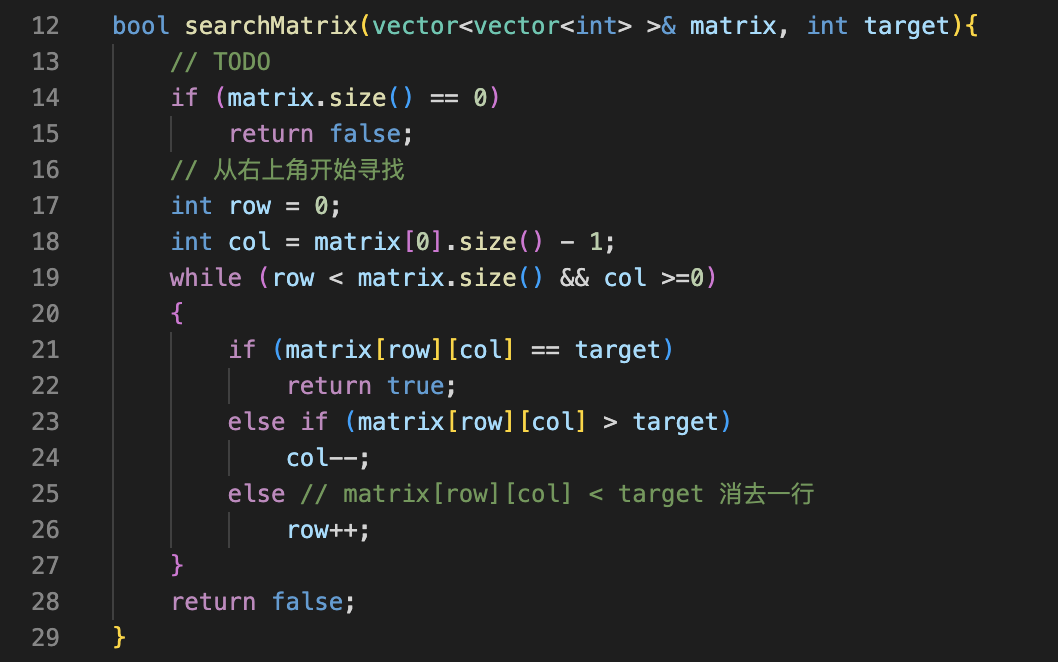 12 bool searchMatrix(vector<vector<int> >& matrix, int target){
13     // TODO
14     if (matrix.size() == 0)
15         return false;
16     // 从右上角开始寻找
17     int row = 0;
18     int col = matrix[0].size() - 1;
19     while (row < matrix.size() && col >=0)
20     {
21         if (matrix[row][col] == target)
22             return true;
23         else if (matrix[row][col] > target)
24             col--;
25         else // matrix[row][col] < target 消去一行
26             row++;
27     }
28     return false;
29 }